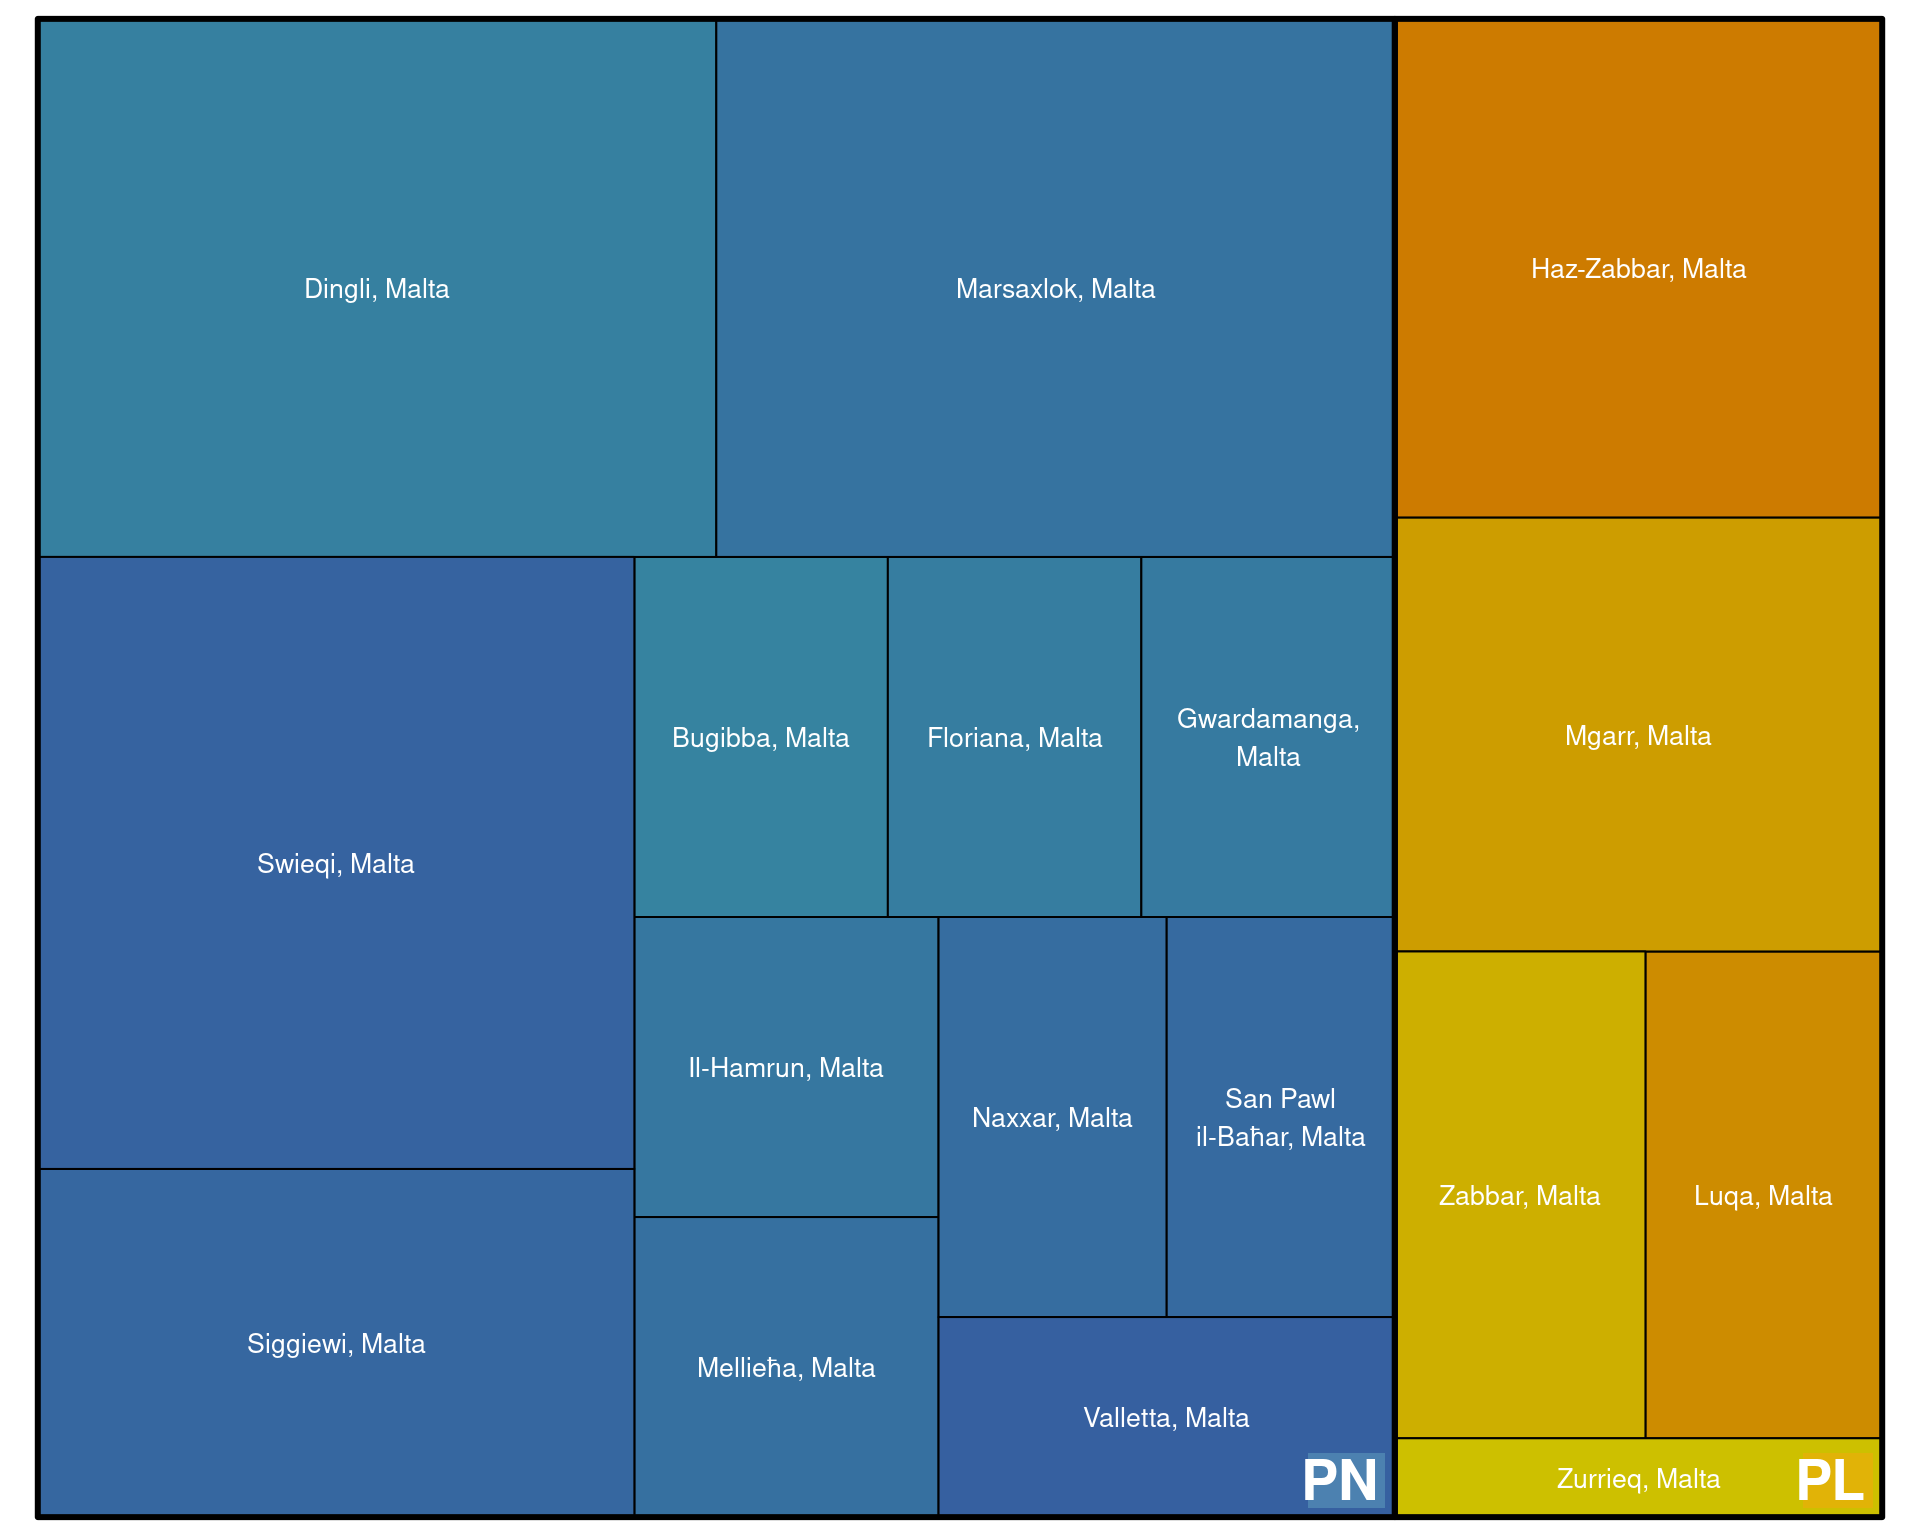 Dingli, Malta
Marsaxlok, Malta
Haz-Zabbar, Malta
Mgarr, Malta
Swieqi, Malta
Bugibba, Malta
Floriana, Malta
Gwardamanga,
Malta
Il-Hamrun, Malta
Naxxar, Malta
San Pawl
il-Baħar, Malta
Zabbar, Malta
Luqa, Malta
Siggiewi, Malta
Mellieħa, Malta
Valletta, Malta
PN
Zurrieq, Malta
PL